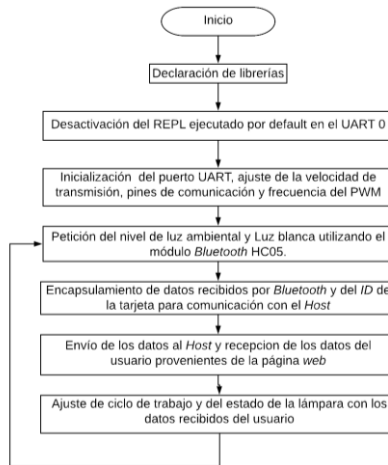 Inicio
Declaración de librerías
Desactivación del REPL ejecutado por default en el UART 0
Inicialización del puerto UART, ajuste de la velocidad de
transmisión, pines de comunicación y frecuencia del PWM
Petición del nivel de luz ambiental y Luz blanca utilizando el
módulo Bluetooth HC05.
Encapsulamiento de datos recibidos por Bluetooth y del ID de
la tarjeta para comunicación con el Host
Envío de los datos al Host y recepcion de los datos del
usuario provenientes de la página web
Ajuste de ciclo de trabajo y del estado de la lámpara con los
datos recibidos del usuario